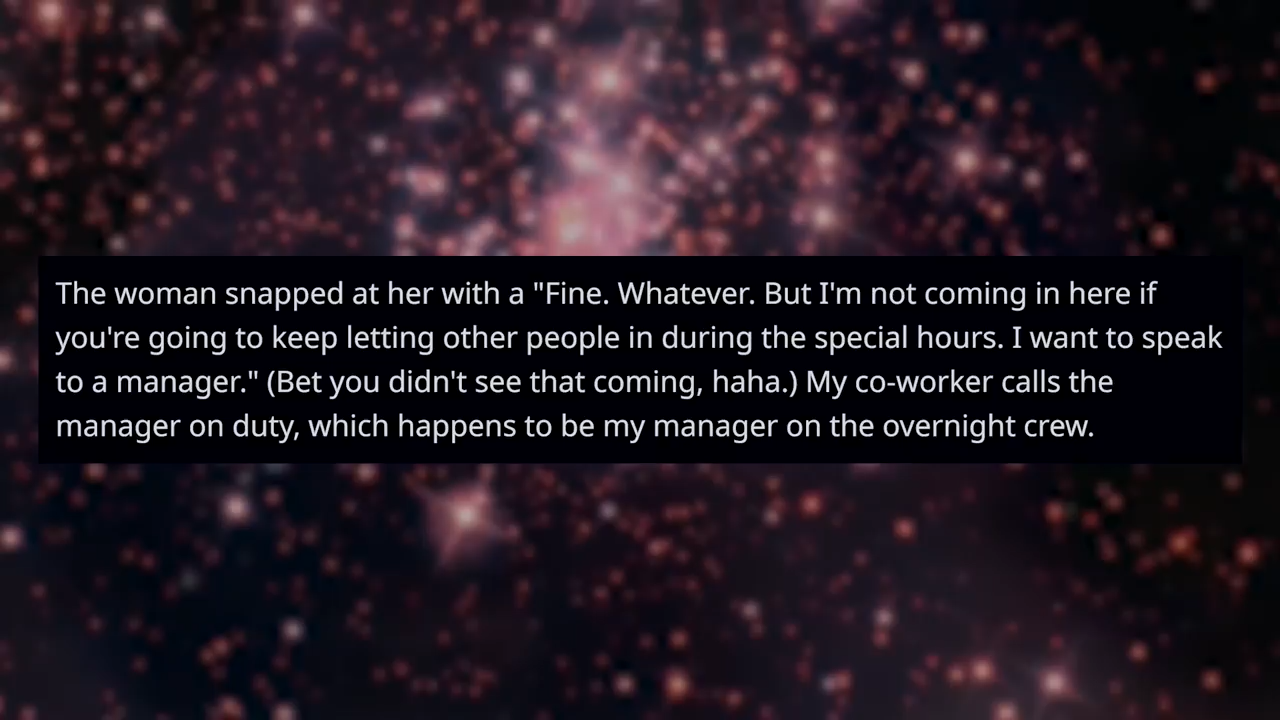 The woman snapped at her with a "Fine. Whatever. But I'm not coming in here if
you're going to keep letting other people in during the special hours. I want to speak
to a manager." (Bet you didn't see that coming, haha.) My co-worker calls the
manager on duty, which happens to be my manager on the overnight crew.